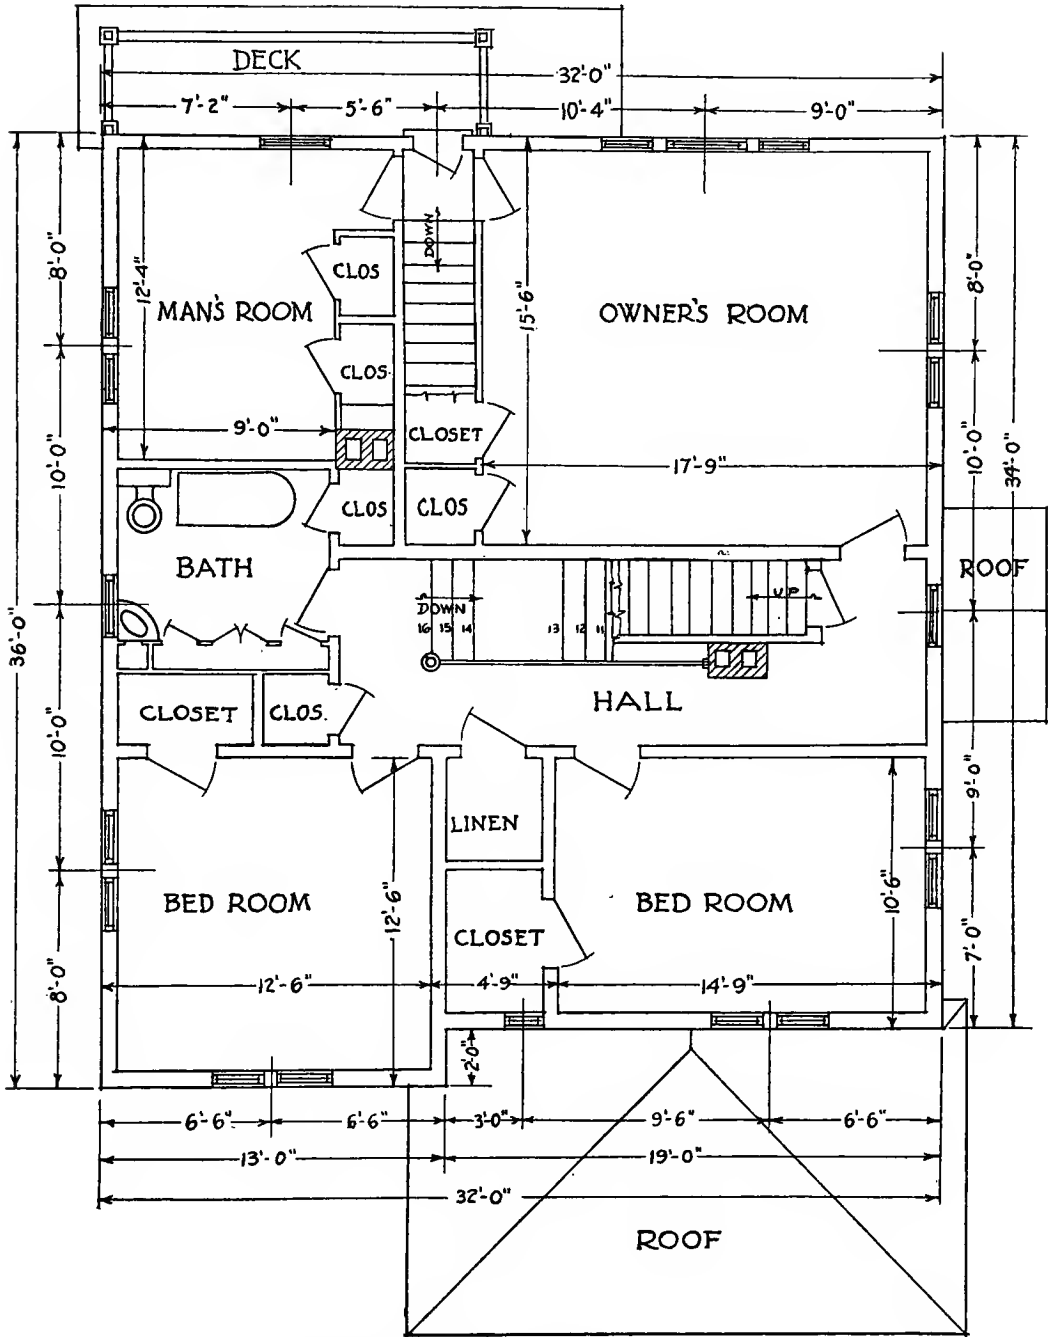 DECK
32'-0"
7'-2" 5'-6" 10'-4" 9'-0"
DOWN
8'-0" 12'-4" CLOS 15'-6" 8'-0"
MAN'S ROOM OWNER'S ROOM
CLOS.
9'-0" CLOSET
10'-0" 17'-9" 10'-0" 34'-0"
CLOS CLOS
BATH ROOF
DOWN UP
16 15 14 13 12 11
36'-0"
HALL
CLOSET CLOS.
10'-0" 9'-0"
LINEN
BED ROOM 12'-6" BED ROOM 10'-6"
CLOSET 7'-0"
8'-0" 12'-6" 4'-9" 14'-9"
2'-0"
6'-6" 6'-6" 3'-0" 9'-6" 6'-6"
13'-0" 19'-0"
32'-0"
ROOF